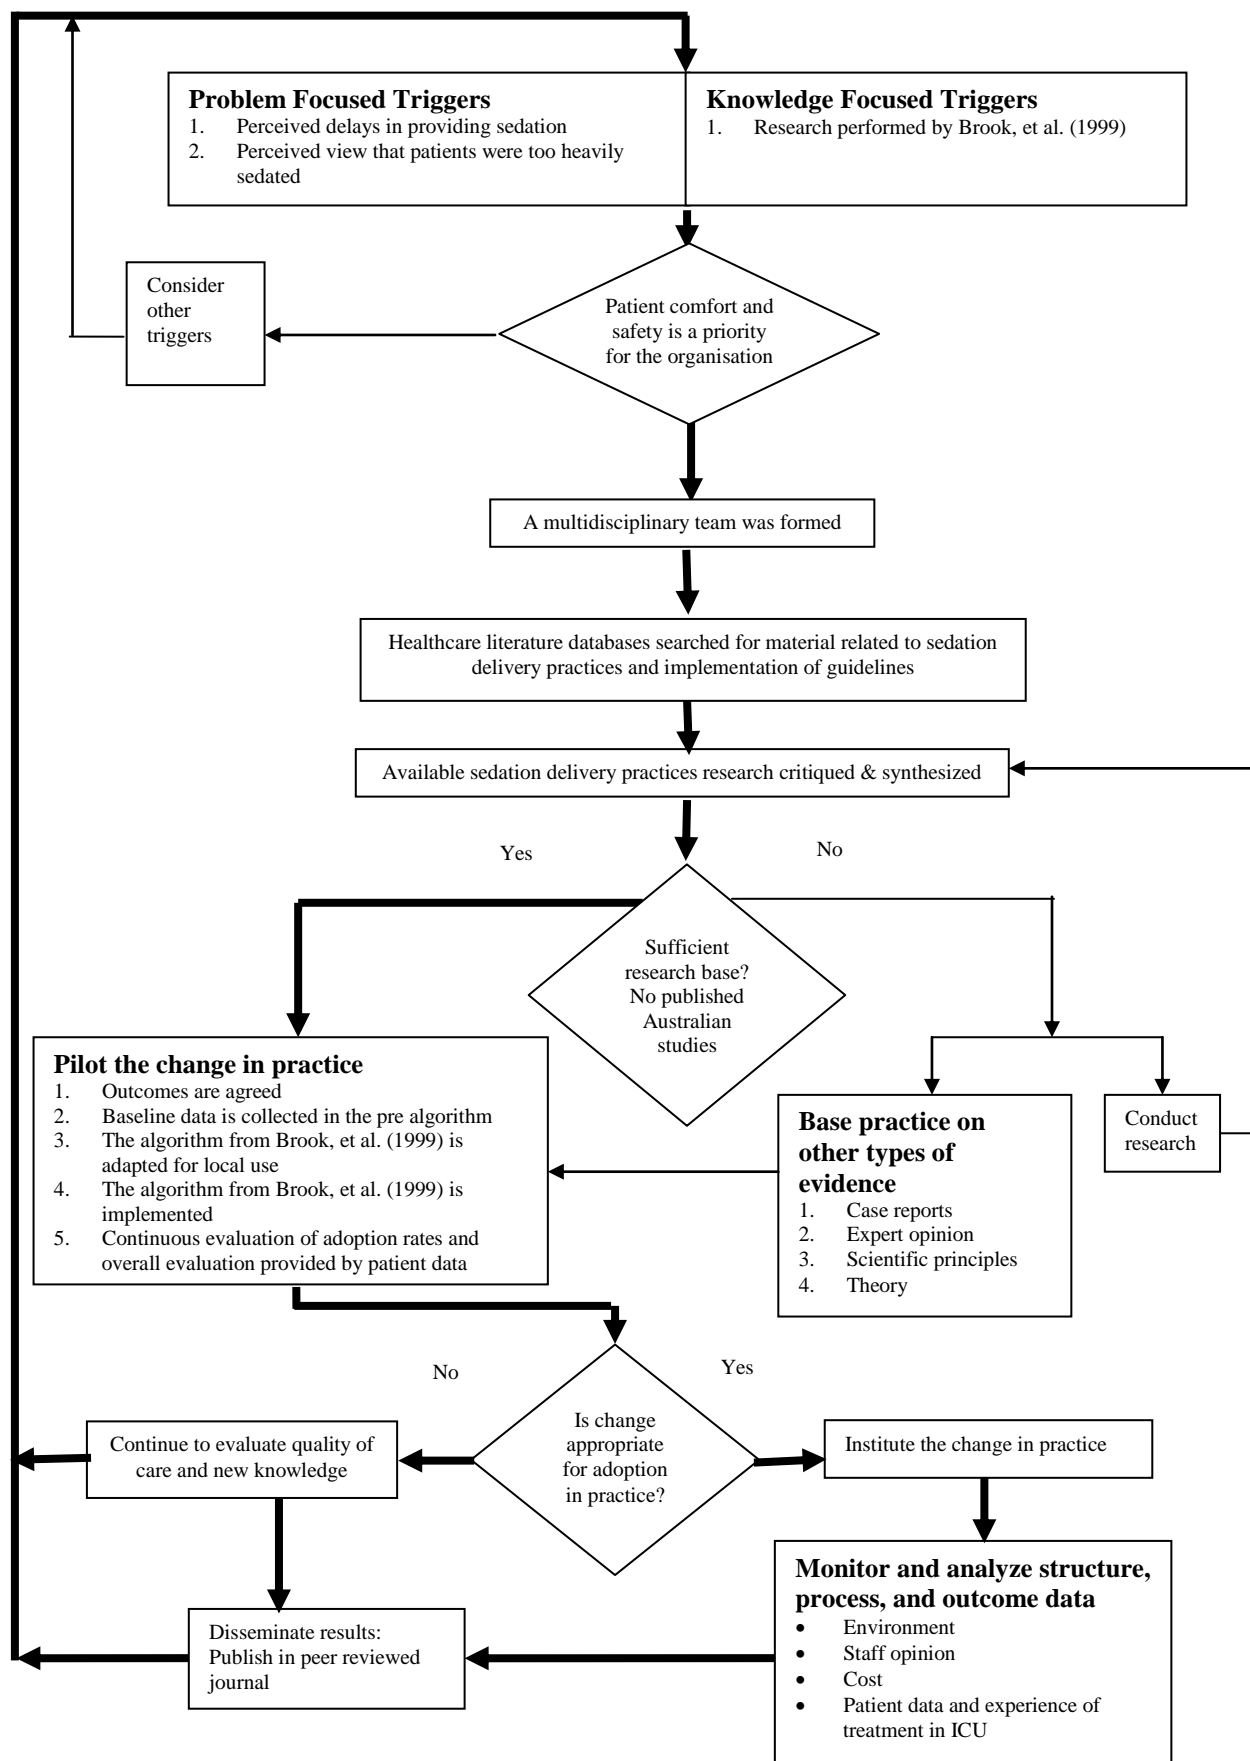 Problem Focused Triggers
1. Perceived delays in providing sedation
2. Perceived view that patients were too heavily
sedated
Knowledge Focused Triggers
1. Research performed by Brook, et al. (1999)
Consider
other
triggers
Patient comfort and
safety is a priority
for the organisation
A multidisciplinary team was formed
Healthcare literature databases searched for material related to sedation
delivery practices and implementation of guidelines
Available sedation delivery practices research critiqued & synthesized
Yes
No
Sufficient
research base?
No published
Australian
studies
Pilot the change in practice
1. Outcomes are agreed
2. Baseline data is collected in the pre algorithm
3. The algorithm from Brook, et al. (1999) is
adapted for local use
4. The algorithm from Brook, et al. (1999) is
implemented
5. Continuous evaluation of adoption rates and
overall evaluation provided by patient data
Base practice on
other types of
evidence
1. Case reports
2. Expert opinion
3. Scientific principles
4. Theory
Conduct
research
No
Yes
Is change
appropriate
for adoption
in practice?
Continue to evaluate quality of
care and new knowledge
Institute the change in practice
Monitor and analyze structure,
process, and outcome data
• Environment
• Staff opinion
• Cost
• Patient data and experience of
treatment in ICU
Disseminate results:
Publish in peer reviewed
journal